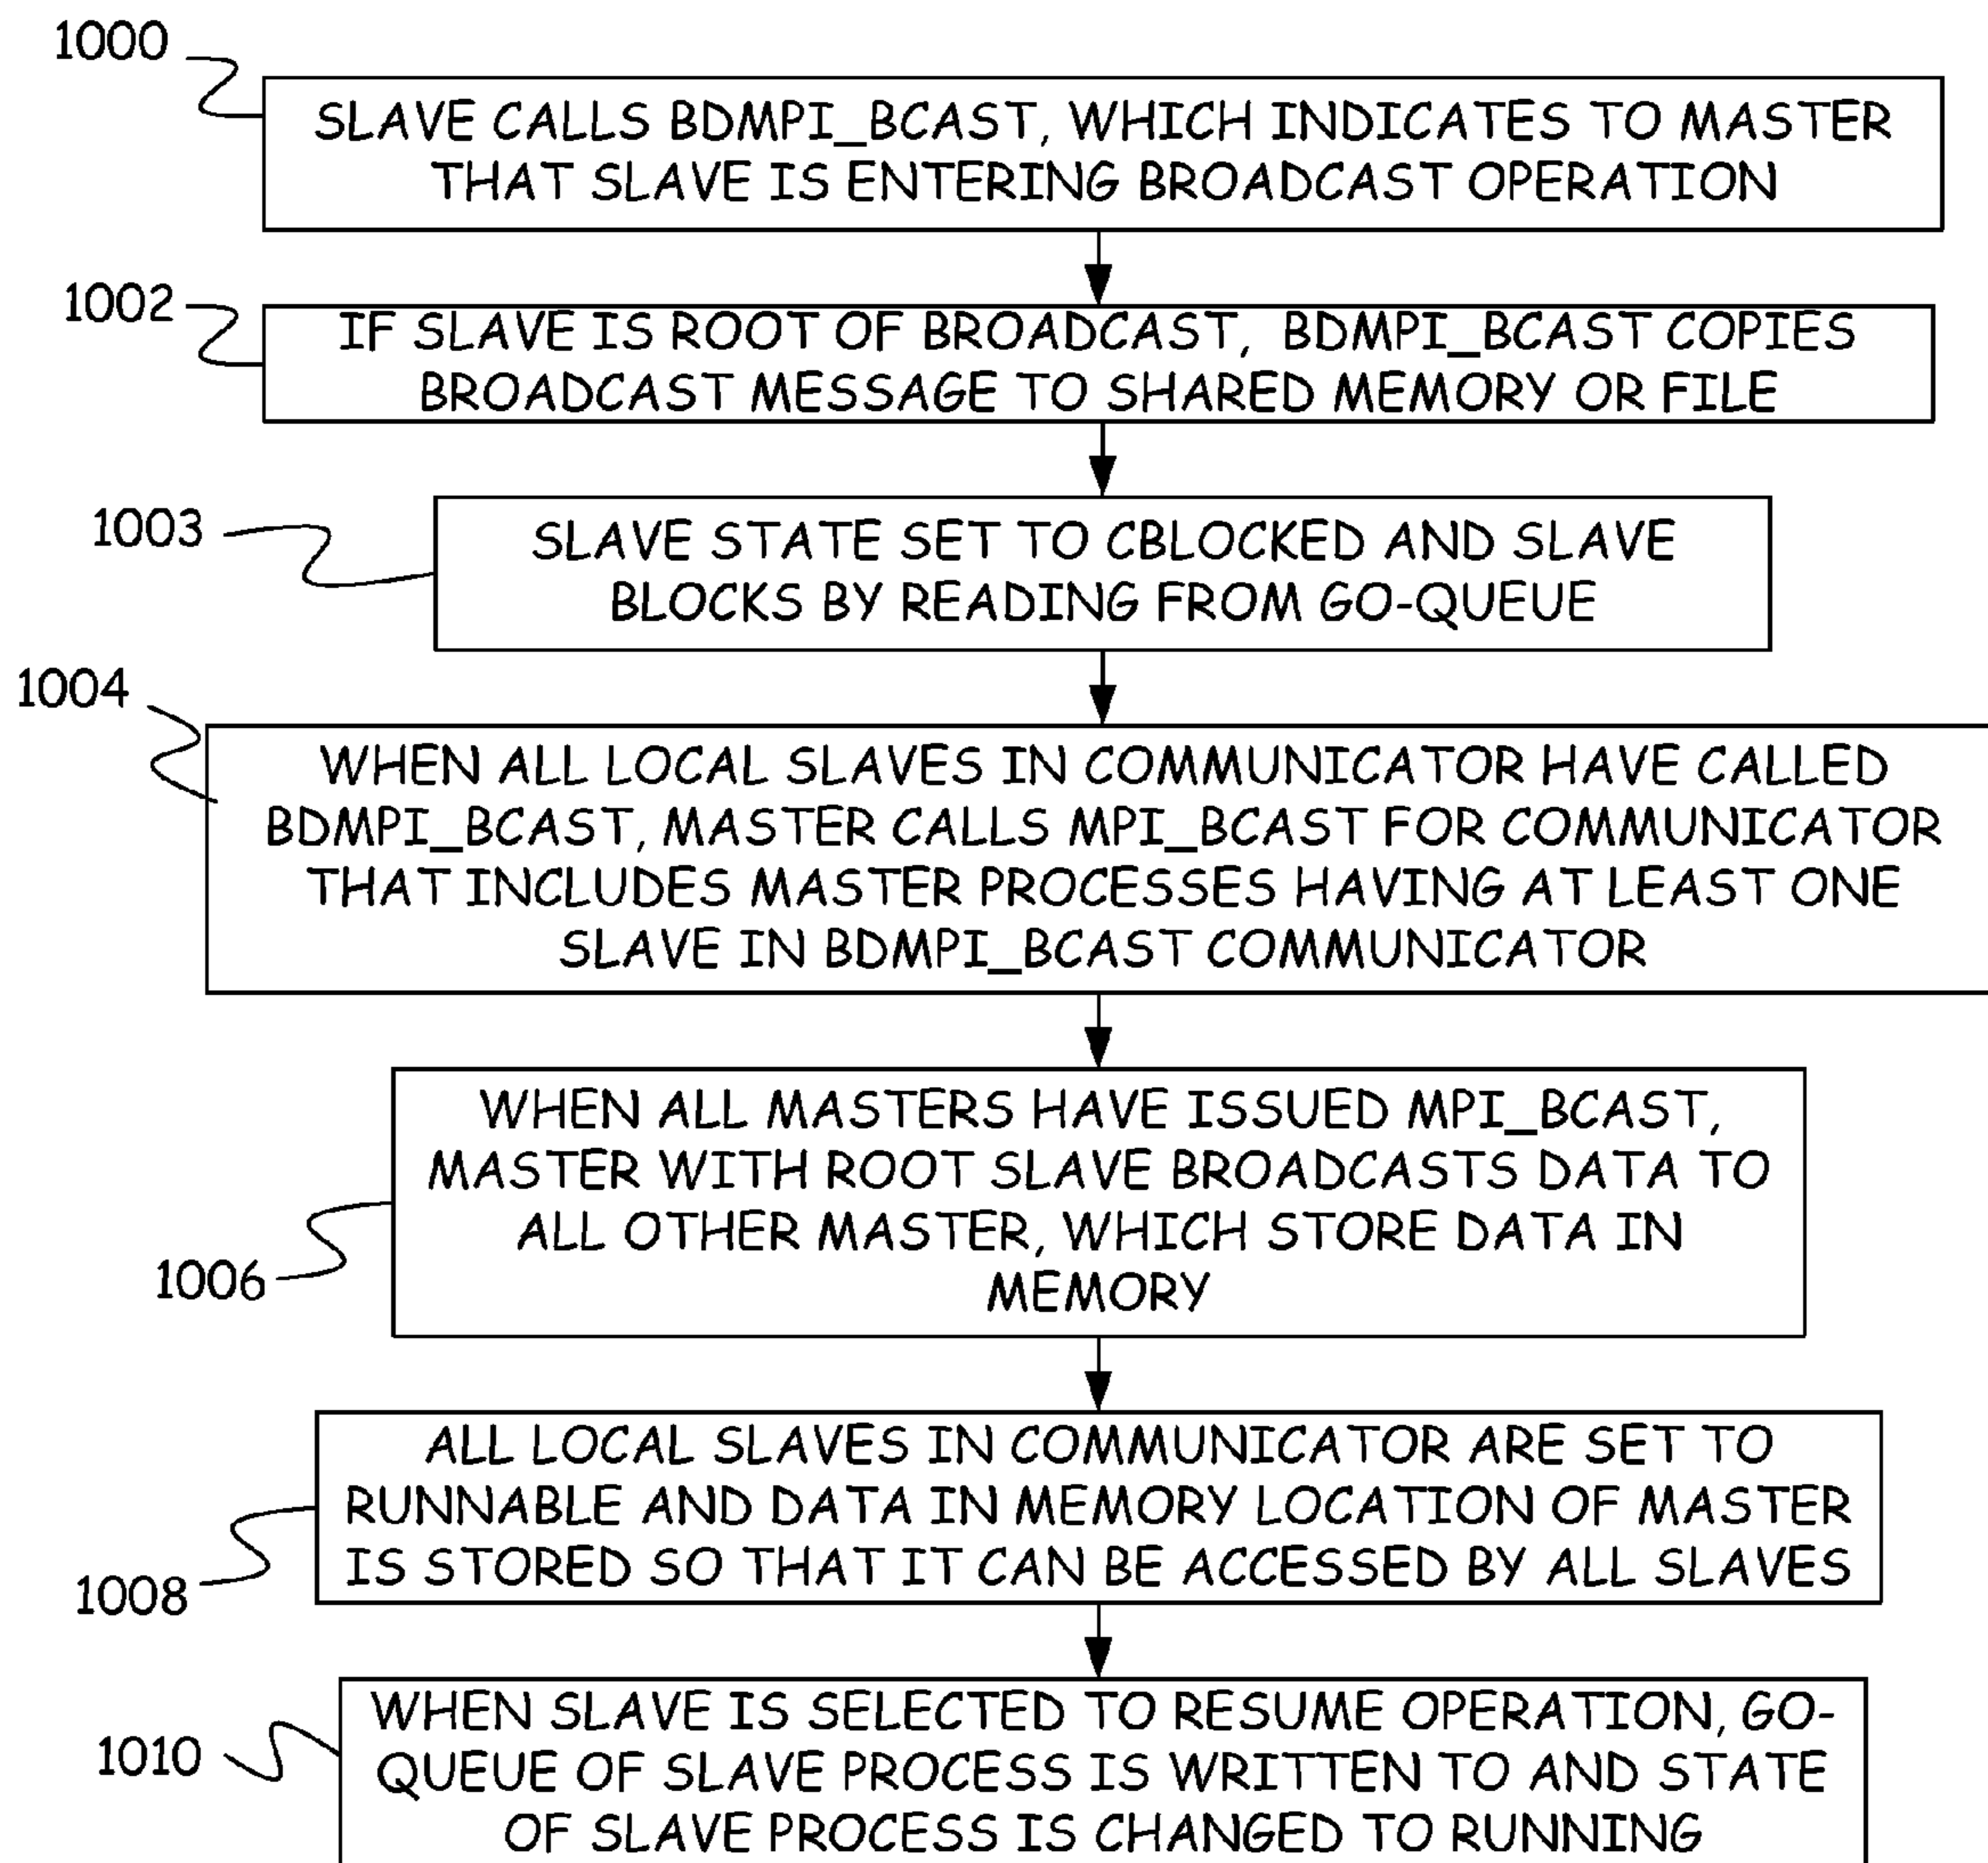 1000
SLAVE CALLS BDMPI_BCAST, WHICH INDICATES TO MASTER
THAT SLAVE IS ENTERING BROADCAST OPERATION
1002
IF SLAVE IS ROOT OF BROADCAST, BDMPI_BCAST COPIES
BROADCAST MESSAGE TO SHARED MEMORY OR FILE
1003
SLAVE STATE SET TO CBLOCKED AND SLAVE
BLOCKS BY READING FROM GO-QUEUE
1004
WHEN ALL LOCAL SLAVES IN COMMUNICATOR HAVE CALLED
BDMPI_BCAST, MASTER CALLS MPI_BCAST FOR COMMUNICATOR
THAT INCLUDES MASTER PROCESSES HAVING AT LEAST ONE
SLAVE IN BDMPI_BCAST COMMUNICATOR
WHEN ALL MASTERS HAVE ISSUED MPI_BCAST,
MASTER WITH ROOT SLAVE BROADCASTS DATA TO
ALL OTHER MASTER, WHICH STORE DATA IN
MEMORY
1006
ALL LOCAL SLAVES IN COMMUNICATOR ARE SET TO
RUNNABLE AND DATA IN MEMORY LOCATION OF MASTER
IS STORED SO THAT IT CAN BE ACCESSED BY ALL SLAVES
1008
WHEN SLAVE IS SELECTED TO RESUME OPERATION, GO-
QUEUE OF SLAVE PROCESS IS WRITTEN TO AND STATE
OF SLAVE PROCESS IS CHANGED TO RUNNING
1010